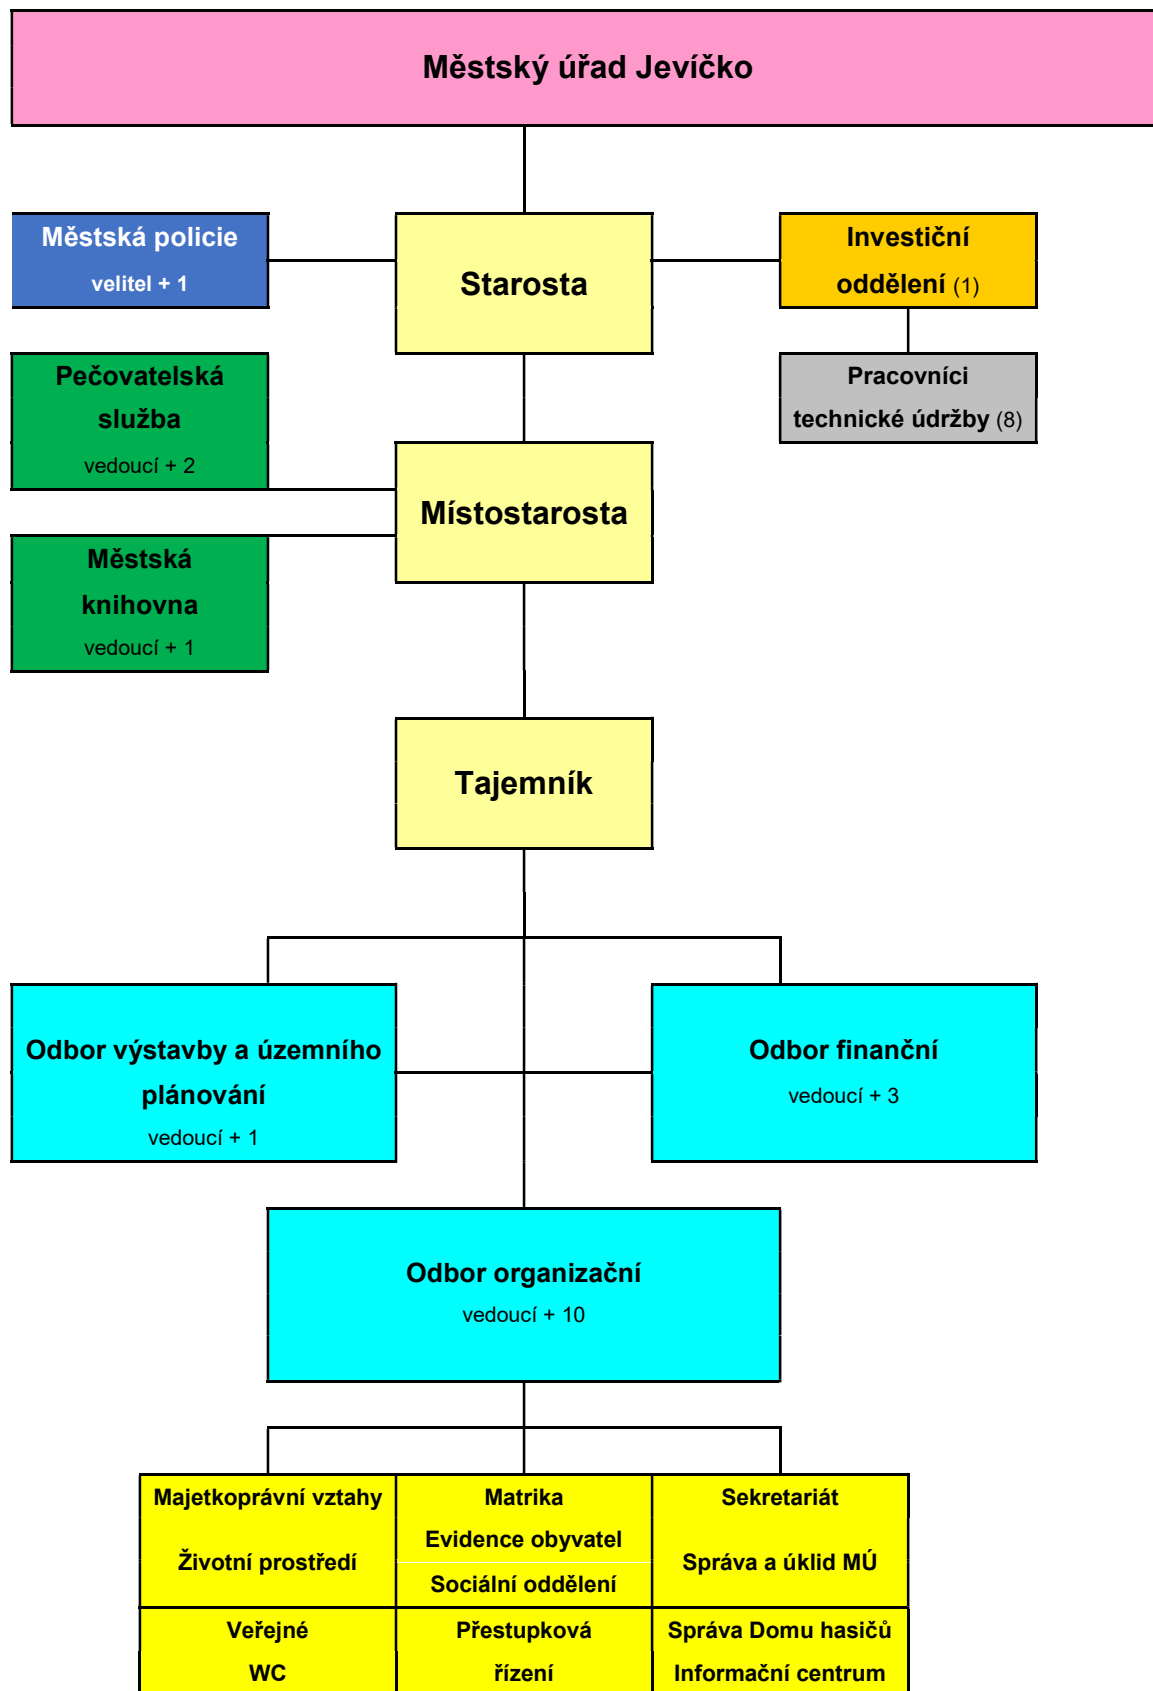 Městský úřad Jevíčko
Městská policie
velitel + 1
Starosta
Investiční
oddělení (1)
Pečovatelská
služba
vedoucí + 2
Pracovníci
technické údržby (8)
Místostarosta
Městská
knihovna
vedoucí + 1
Tajemník
Odbor výstavby a územního
plánování
vedoucí + 1
Odbor finanční
vedoucí + 3
Odbor organizační
vedoucí + 10
Majetkoprávní vztahy
Životní prostředí
Matrika
Evidence obyvatel
Sociální oddělení
Sekretariát
Správa a úklid MÚ
Veřejné
WC
Přestupková
řízení
Správa Domu hasičů
Informační centrum